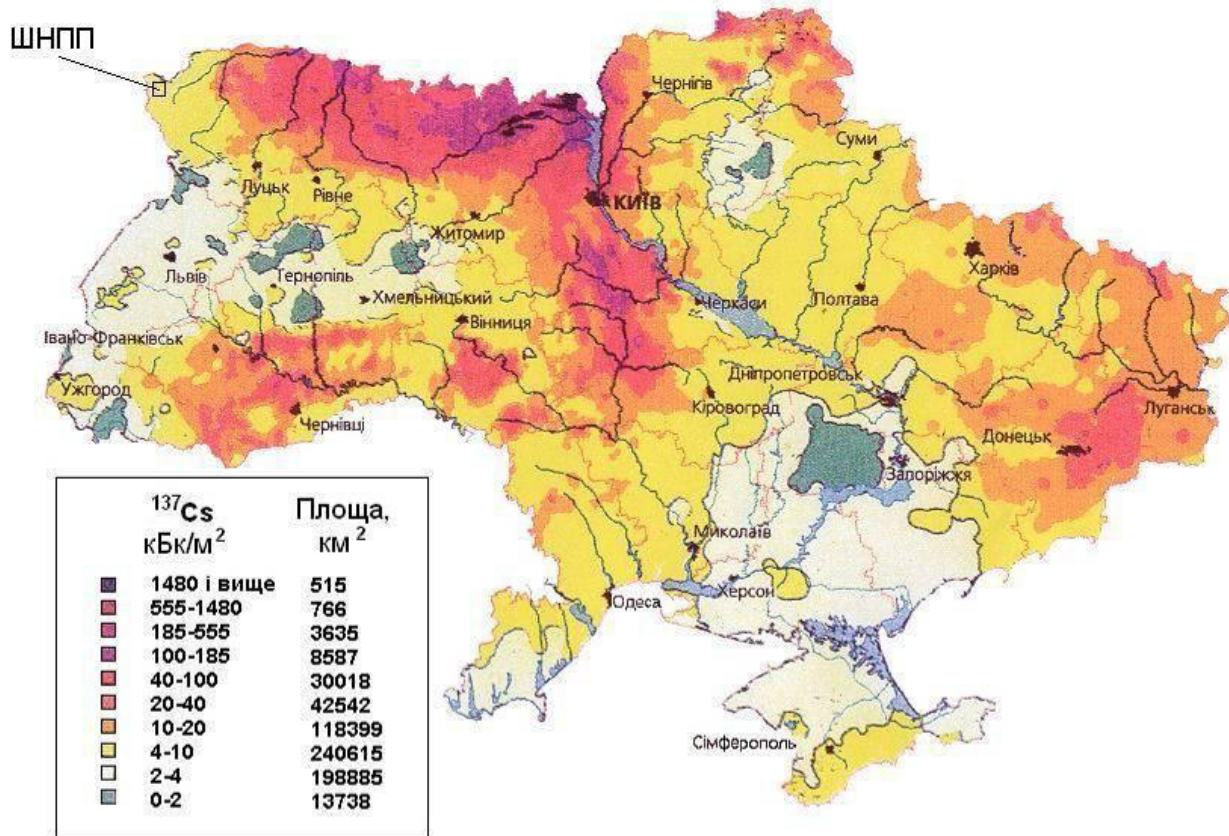 ШНПП
Чернігів
Суми
Луцьк
Рівне
КИЇВ
Житомир
Львів
Тернопіль
Харків
Хмельницький
Черкаси
Полтава
Вінниця
Івано-Франківськ
Дніпропетровськ
Ужгород
Кіровоград
Луганськ
Чернівці
Донецьк
Запоріжжя
Миколаїв
Херсон
Одеса
Сімферополь
¹³⁷Cs Площа,
кБк/м² км²
1480 і вище 515
555-1480 766
185-555 3635
100-185 8587
40-100 30018
20-40 42542
10-20 118399
4-10 240615
2-4 198885
0-2 13738